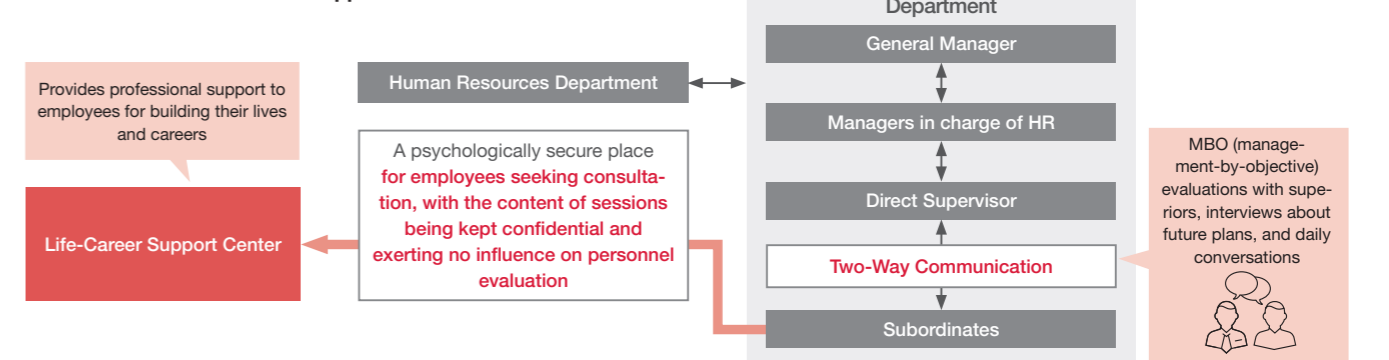 Department
General Manager
Provides professional support to
employees for building their lives
and careers
Human Resources Department
Managers in charge of HR
A psychologically secure place
for employees seeking consulta-
tion, with the content of sessions
being kept confidential and
exerting no influence on personnel
evaluation
MBO (manage-
ment-by-objective)
evaluations with supe-
riors, interviews about
future plans, and daily
conversations
Direct Supervisor
Life-Career Support Center
Two-Way Communication
Subordinates